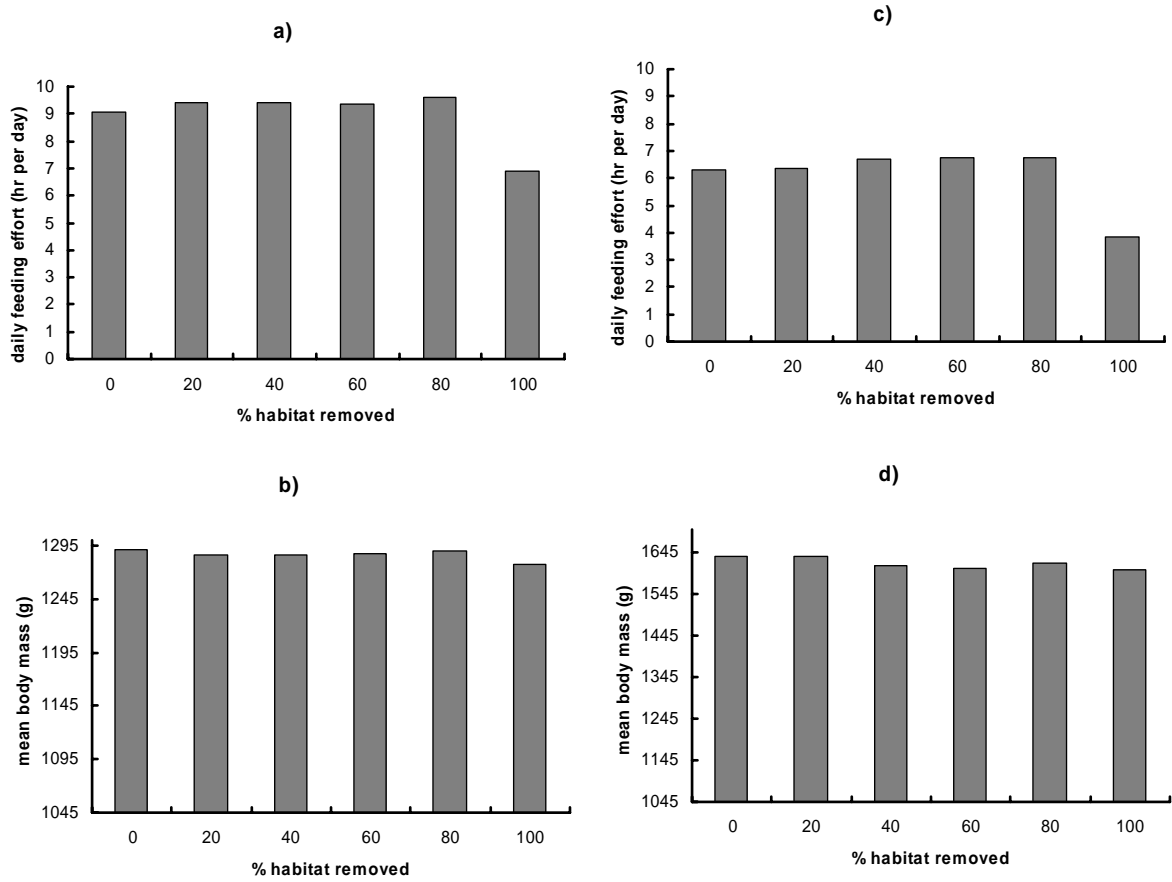 a)
daily feeding effort (hr per day)
10
9
8
7
6
5
4
3
2
1
0
0 20 40 60 80 100
% habitat removed
c)
daily feeding effort (hr per day)
10
9
8
7
6
5
4
3
2
1
0
0 20 40 60 80 100
% habitat removed
b)
mean body mass (g)
1295
1245
1195
1145
1095
1045
0 20 40 60 80 100
% habitat removed
d)
mean body mass (g)
1645
1545
1445
1345
1245
1145
1045
0 20 40 60 80 100
% habitat removed